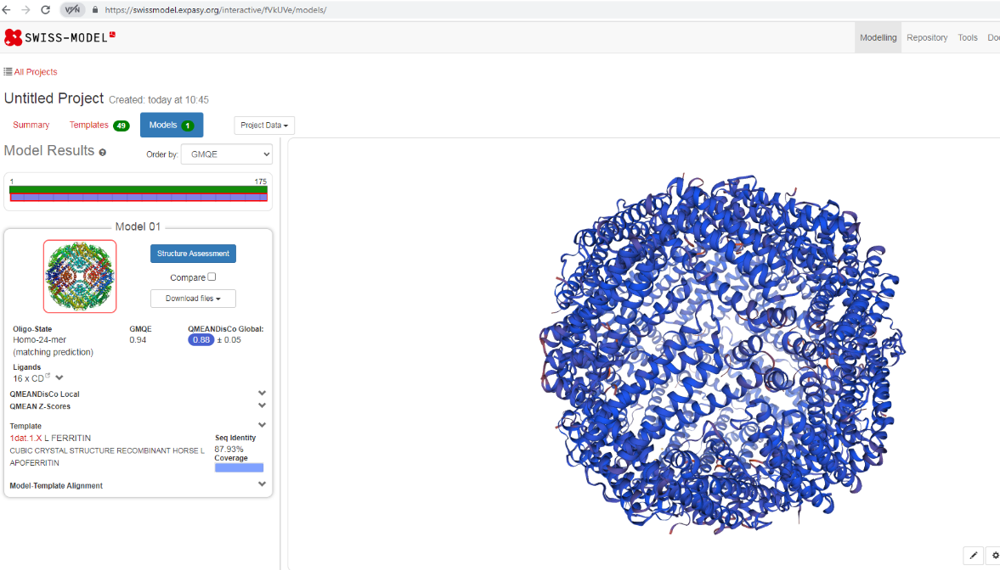 VPN https://swissmodel.expasy.org/interactive/fVkUVe/models/
SWISS-MODEL
Modelling Repository Tools
All Projects
Untitled Project Created: today at 10:45
Summary Templates 49 Models 1 Project Data
Model Results Order by: GMQE
1 175
Model 01
Structure Assessment
Compare
Download files
Oligo-State GMQE QMEANDisCo Global:
Homo-24-mer 0.94 0.88 ± 0.05
(matching prediction)
Ligands
16 x CD
QMEANDisCo Local
QMEAN Z-Scores
Template
1dat.1.X L FERRITIN Seq Identity
CUBIC CRYSTAL STRUCTURE RECOMBINANT HORSE L 87.93%
APOFERRITIN Coverage
Model-Template Alignment